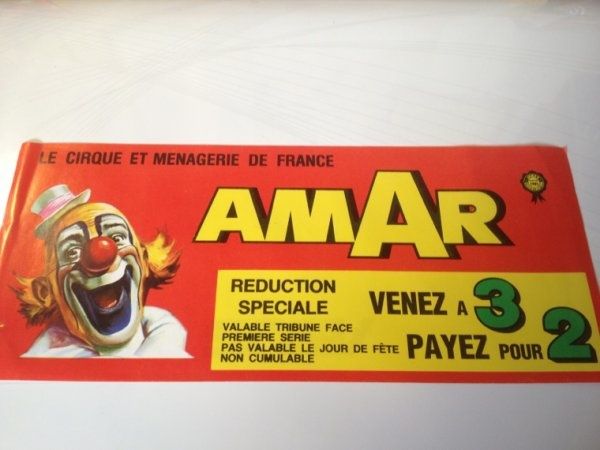 LE CIRQUE ET MENAGERIE DE FRANCE
AMAR
REDUCTION
SPECIALE
VALABLE TRIBUNE FACE
PREMIERE SERIE
PAS VALABLE LE JOUR DE FÊTE
NON CUMULABLE
VENEZ A 3
PAYEZ POUR 2